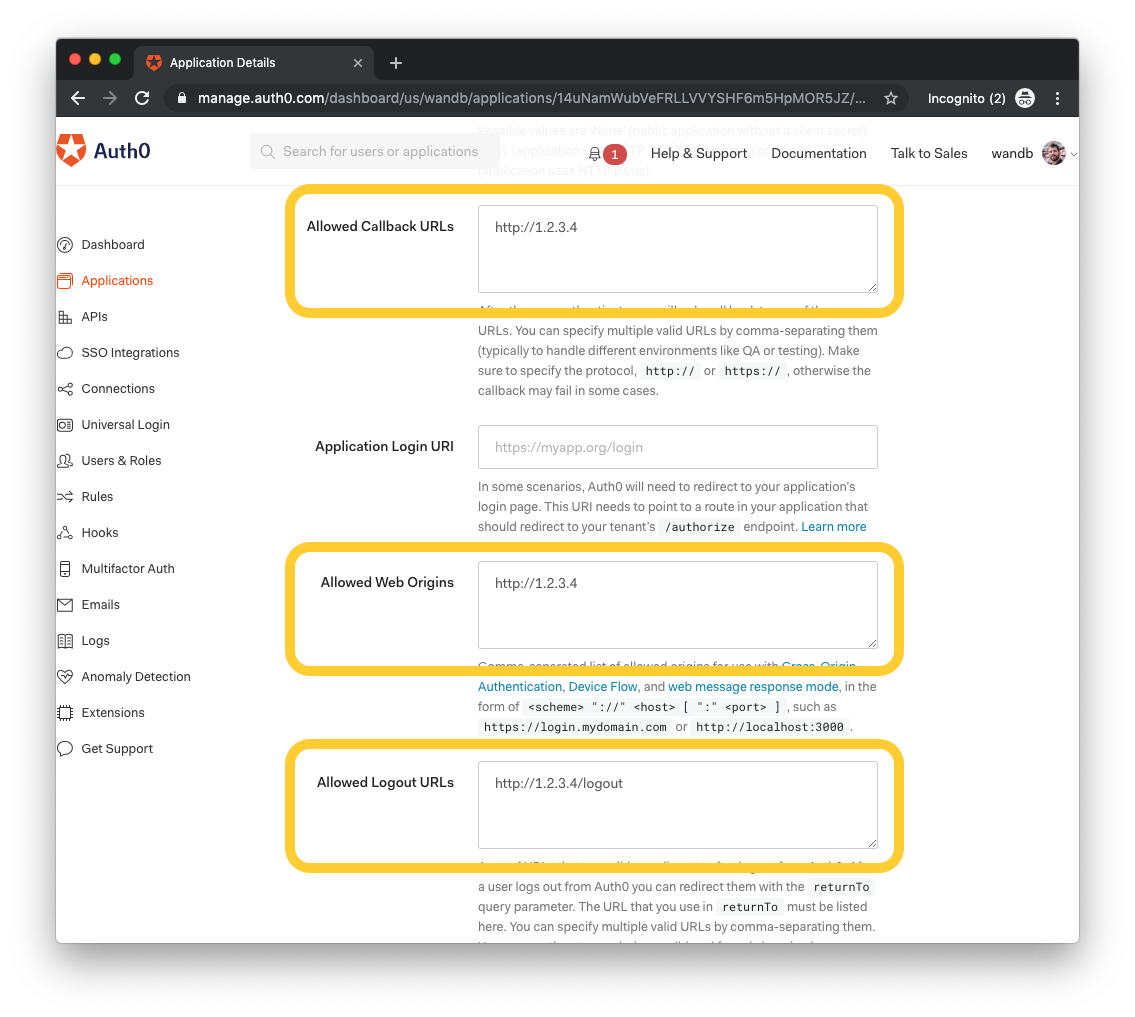 Application Details
manage.auth0.com/dashboard/us/wandb/applications/14uNamWubVeFRLLVVYSHF6m5HpMOR5JZ/...
Incognito (2)
Auth0
Search for users or applications
1
Help & Support
Documentation
Talk to Sales
wandb
Possible values are 'None' (public application without a client secret),
(application uses HTTP Basic).
Dashboard
Applications
APIs
SSO Integrations
Connections
Universal Login
Users & Roles
Rules
Hooks
Multifactor Auth
Emails
Logs
Anomaly Detection
Extensions
Get Support
Allowed Callback URLs
http://1.2.3.4
URLs. You can specify multiple valid URLs by comma-separating them
(typically to handle different environments like QA or testing). Make
sure to specify the protocol, http:// or https:// , otherwise the
callback may fail in some cases.
Application Login URI
https://myapp.org/login
In some scenarios, Auth0 will need to redirect to your application's
login page. This URI needs to point to a route in your application that
should redirect to your tenant's /authorize endpoint. Learn more
Allowed Web Origins
http://1.2.3.4
Comma-separated list of allowed origins for use with Cross-Origin
Authentication, Device Flow, and web message response mode, in the
form of <scheme> "://" <host> [ ":" <port> ] , such as
https://login.mydomain.com or http://localhost:3000 .
Allowed Logout URLs
http://1.2.3.4/logout
a user logs out from Auth0 you can redirect them with the returnTo
query parameter. The URL that you use in returnTo must be listed
here. You can specify multiple valid URLs by comma-separating them.